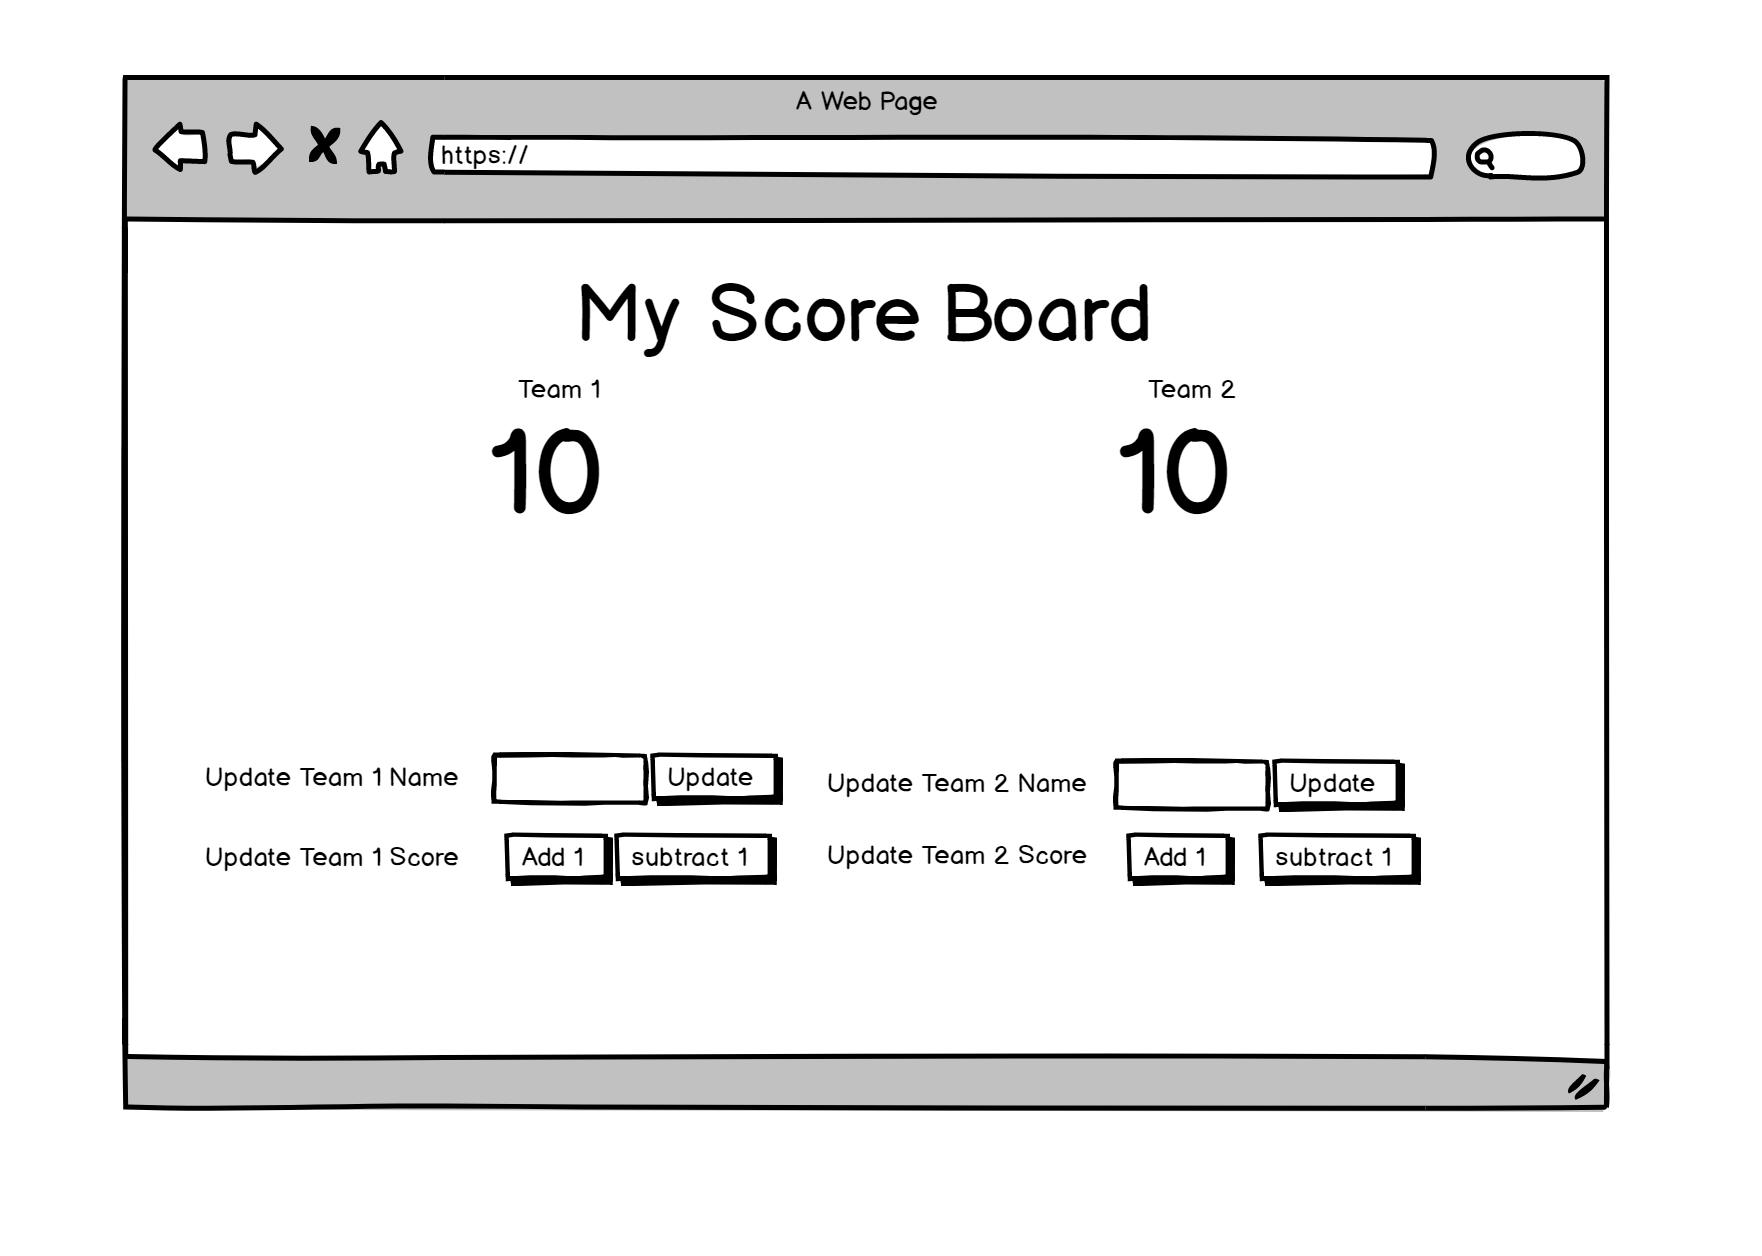 A Web Page
https://
My Score Board
Team 1
Team 2
10
10
Update Team 1 Name
Update
Update Team 2 Name
Update
Update Team 1 Score
Add 1
subtract 1
Update Team 2 Score
Add 1
subtract 1